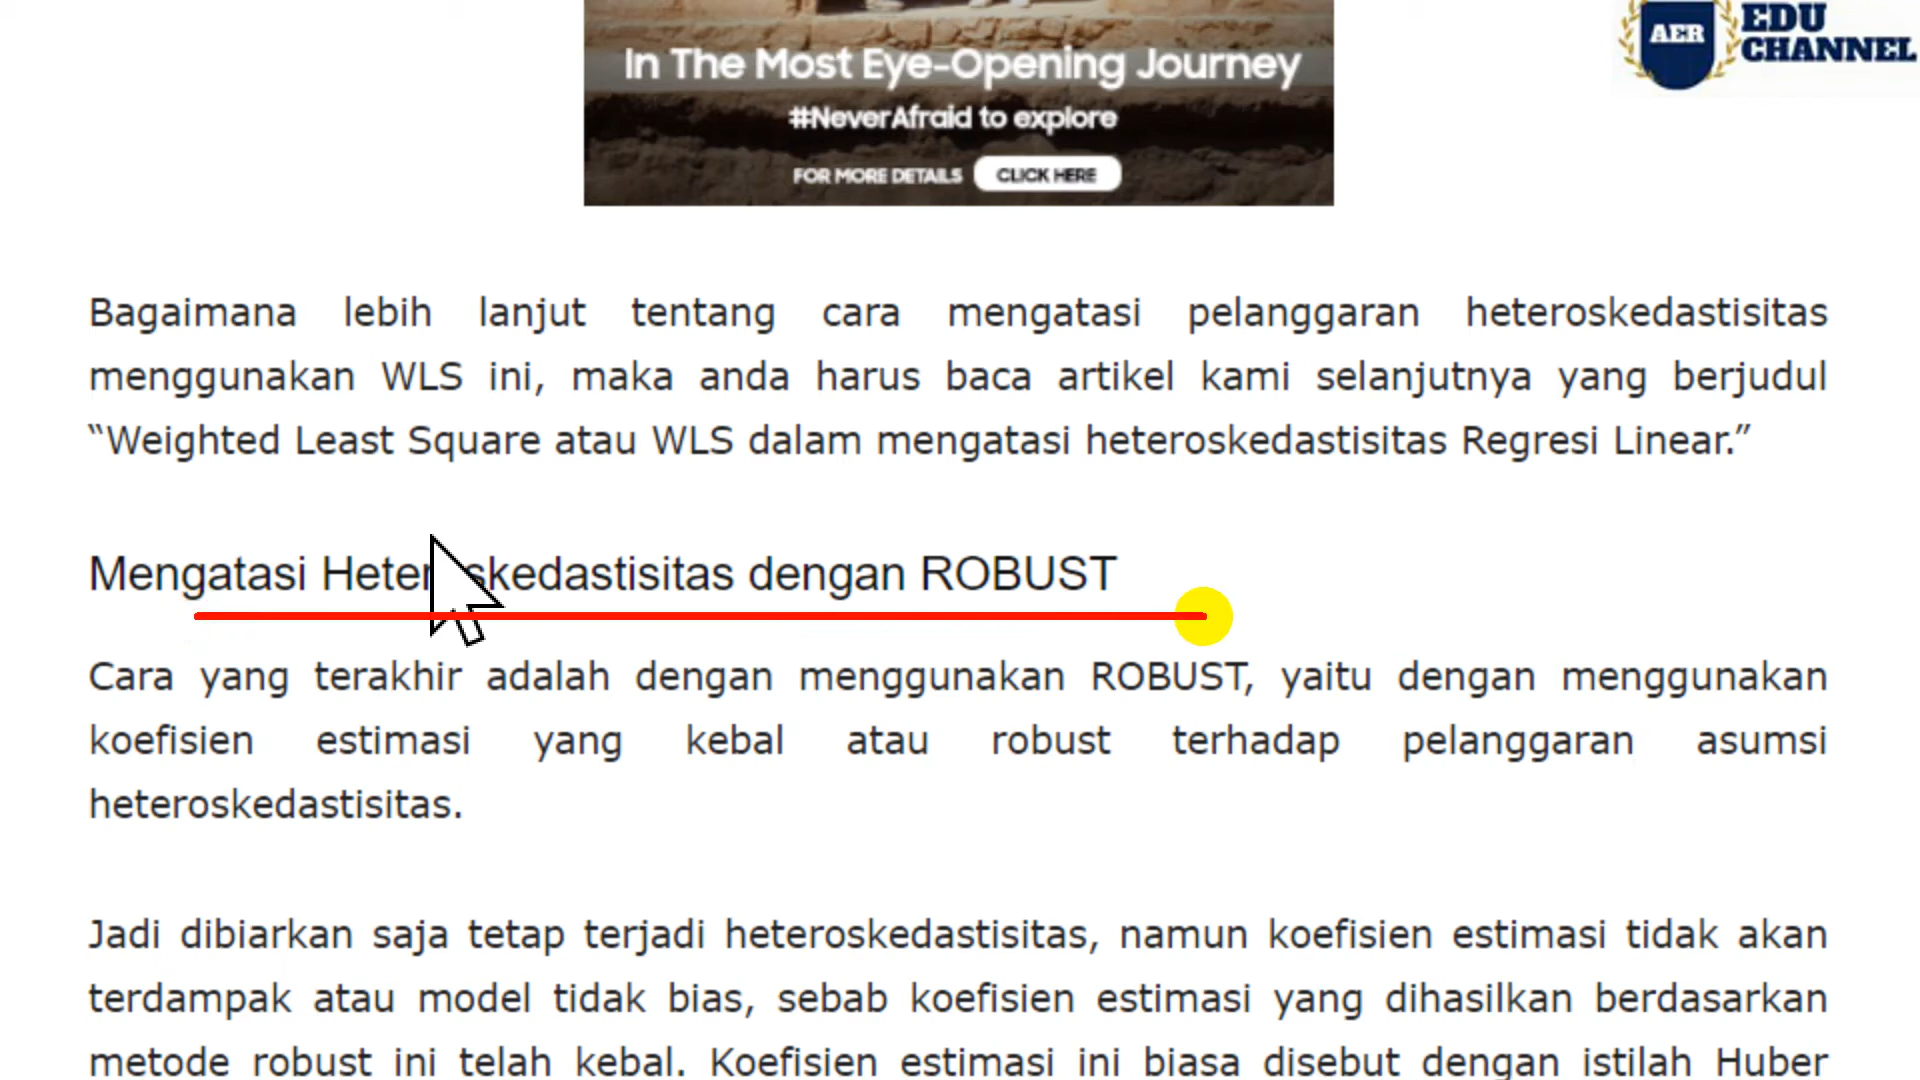 In The Most Eye-Opening Journey
#NeverAfraid to explore
FOR MORE DETAILS CLICK HERE
AER EDU
CHANNEL
Bagaimana lebih lanjut tentang cara mengatasi pelanggaran heteroskedastisitas
menggunakan WLS ini, maka anda harus baca artikel kami selanjutnya yang berjudul
“Weighted Least Square atau WLS dalam mengatasi heteroskedastisitas Regresi Linear.”
Mengatasi Heteroskedastisitas dengan ROBUST
Cara yang terakhir adalah dengan menggunakan ROBUST, yaitu dengan menggunakan
koefisien estimasi yang kebal atau robust terhadap pelanggaran asumsi
heteroskedastisitas.
Jadi dibiarkan saja tetap terjadi heteroskedastisitas, namun koefisien estimasi tidak akan
terdampak atau model tidak bias, sebab koefisien estimasi yang dihasilkan berdasarkan
metode robust ini telah kebal. Koefisien estimasi ini biasa disebut dengan istilah Huber